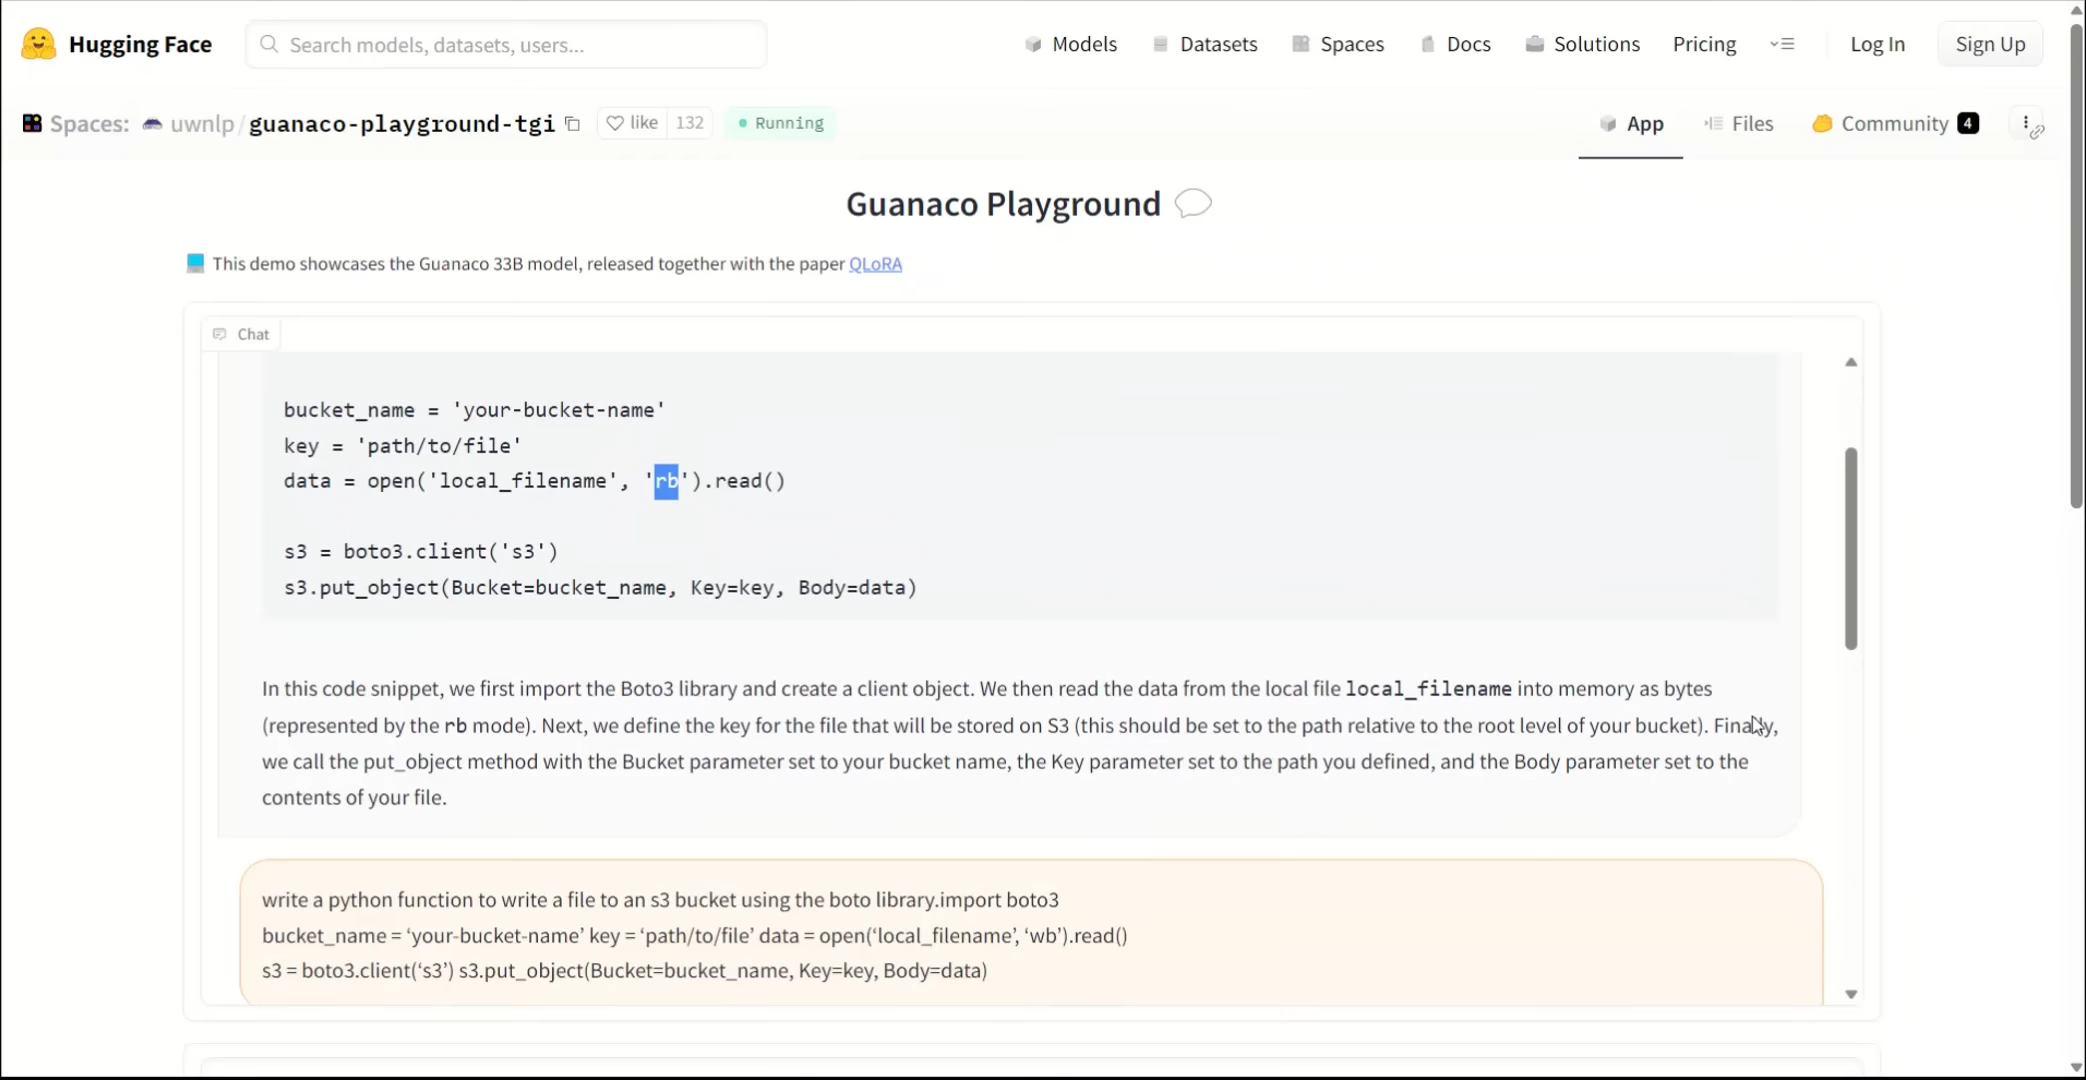 Hugging Face
Search models, datasets, users...
Models
Datasets
Spaces
Docs
Solutions
Pricing
Log In
Sign Up
Spaces:
uwnlp/guanaco-playground-tgi
like
132
Running
App
Files
Community
4
Guanaco Playground
This demo showcases the Guanaco 33B model, released together with the paper QLoRA
Chat
bucket_name = 'your-bucket-name'
key = 'path/to/file'
data = open('local_filename', 'rb').read()
s3 = boto3.client('s3')
s3.put_object(Bucket=bucket_name, Key=key, Body=data)
In this code snippet, we first import the Boto3 library and create a client object. We then read the data from the local file local_filename into memory as bytes
(represented by the rb mode). Next, we define the key for the file that will be stored on S3 (this should be set to the path relative to the root level of your bucket). Finally,
we call the put_object method with the Bucket parameter set to your bucket name, the Key parameter set to the path you defined, and the Body parameter set to the
contents of your file.
write a python function to write a file to an s3 bucket using the boto library.import boto3
bucket_name = ‘your-bucket-name’ key = ‘path/to/file’ data = open(‘local_filename’, ‘wb’).read()
s3 = boto3.client(‘s3’) s3.put_object(Bucket=bucket_name, Key=key, Body=data)